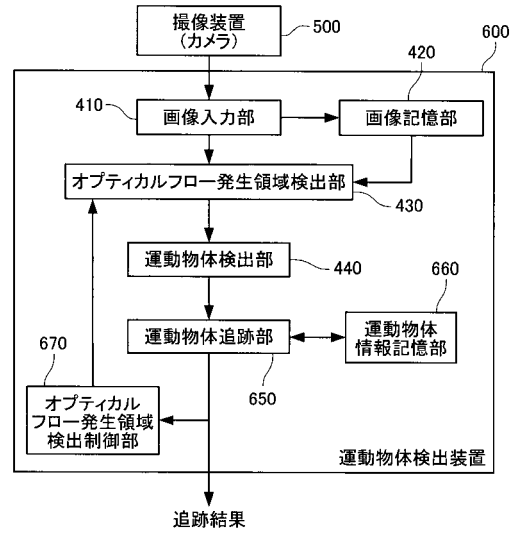 撮像装置
(カメラ)
500
600
420
410
画像入力部
画像記憶部
オプティカルフロー発生領域検出部
430
運動物体検出部
440
660
運動物体追跡部
運動物体
情報記憶部
650
670
オプティカル
フロー発生領域
検出制御部
運動物体検出装置
追跡結果